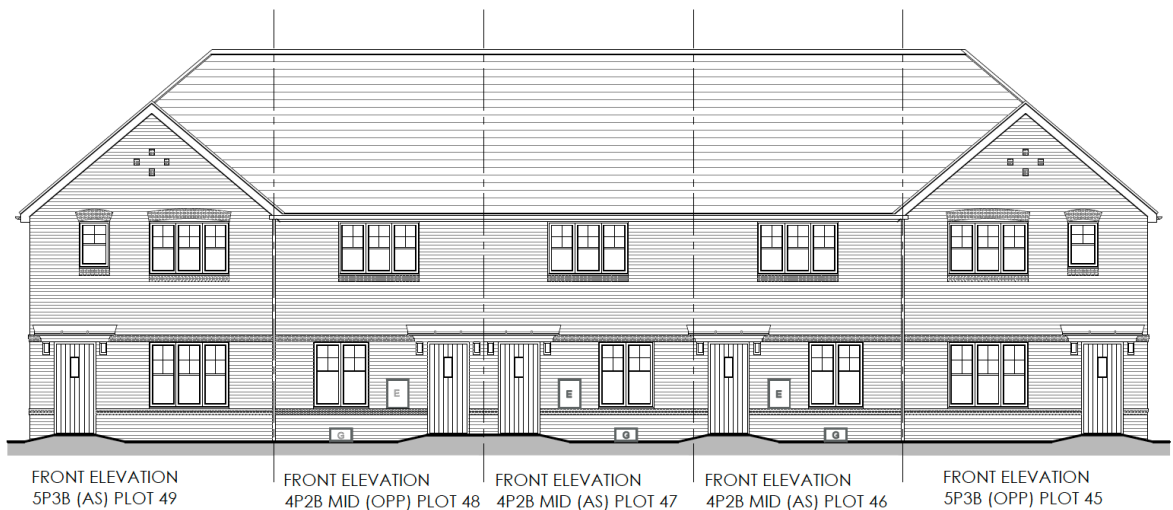 E
E
E
G
G
G
FRONT ELEVATION
5P3B (AS) PLOT 49
FRONT ELEVATION
4P2B MID (OPP) PLOT 48
FRONT ELEVATION
4P2B MID (AS) PLOT 47
FRONT ELEVATION
4P2B MID (AS) PLOT 46
FRONT ELEVATION
5P3B (OPP) PLOT 45